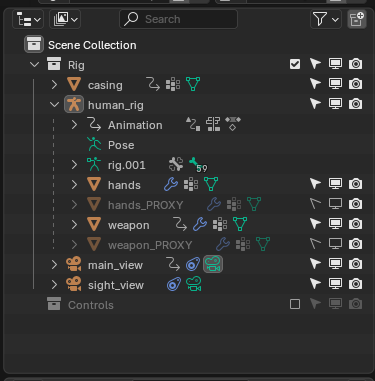 Search
Scene Collection
Rig
casing
human_rig
Animation
Pose
rig.001 59
hands
hands_PROXY
weapon
weapon_PROXY
main_view
sight_view
Controls